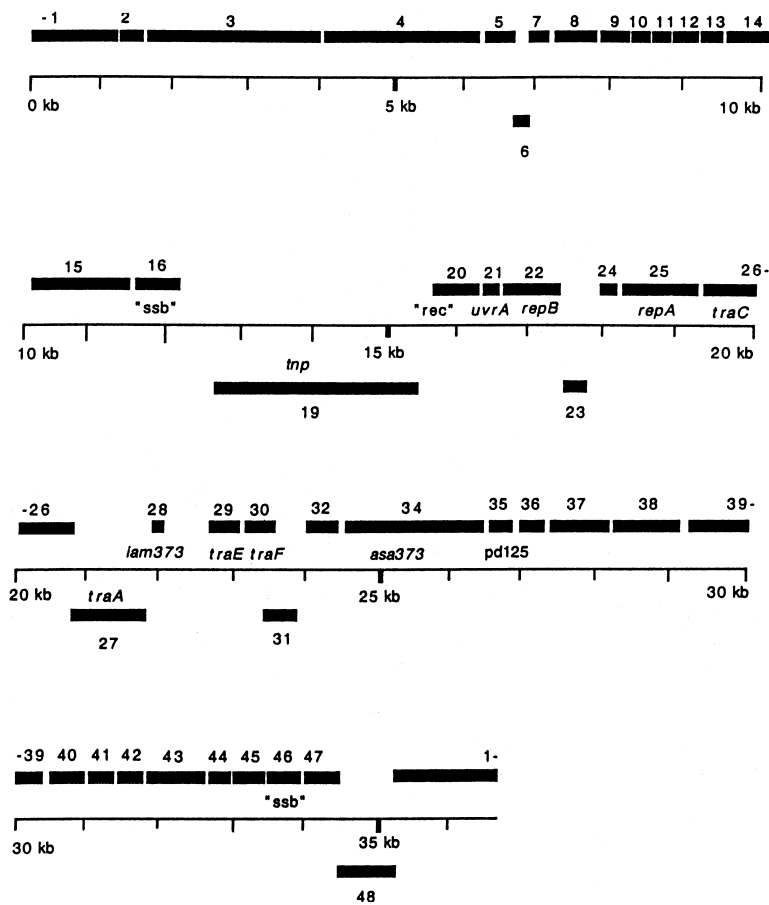 -1 2 3 4 5 7 8 9 10 11 12 13 14
0 kb 5 kb 10 kb
6
15 16 20 21 22 24 25 26-
"ssb" "rec" uvrA repB repA traC
10 kb 15 kb 20 kb
tnp
19 23
-26 28 29 30 32 34 35 36 37 38 39-
lam373 traE traF asa373 pd125
20 kb traA 25 kb 30 kb
27 31
-39 40 41 42 43 44 45 46 47 1-
"ssb"
30 kb 35 kb
48